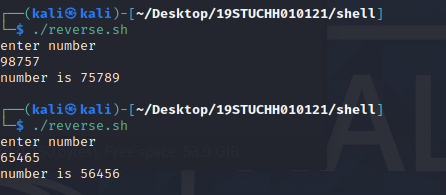 ┌──(kali㉿kali)-[~/Desktop/19STUCHH010121/shell]
└─$ ./reverse.sh
enter number
98757
number is 75789
┌──(kali㉿kali)-[~/Desktop/19STUCHH010121/shell]
└─$ ./reverse.sh
enter number
65465
number is 56456